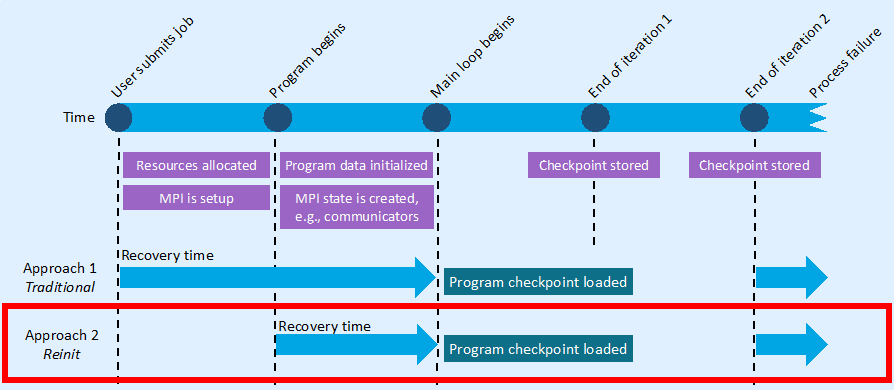 User submits job
Program begins
Main loop begins
End of iteration 1
End of iteration 2
Process failure
Time
Resources allocated
Program data initialized
Checkpoint stored
Checkpoint stored
MPI is setup
MPI state is created,
e.g., communicators
Recovery time
Approach 1
Traditional
Program checkpoint loaded
Recovery time
Approach 2
Reinit
Program checkpoint loaded